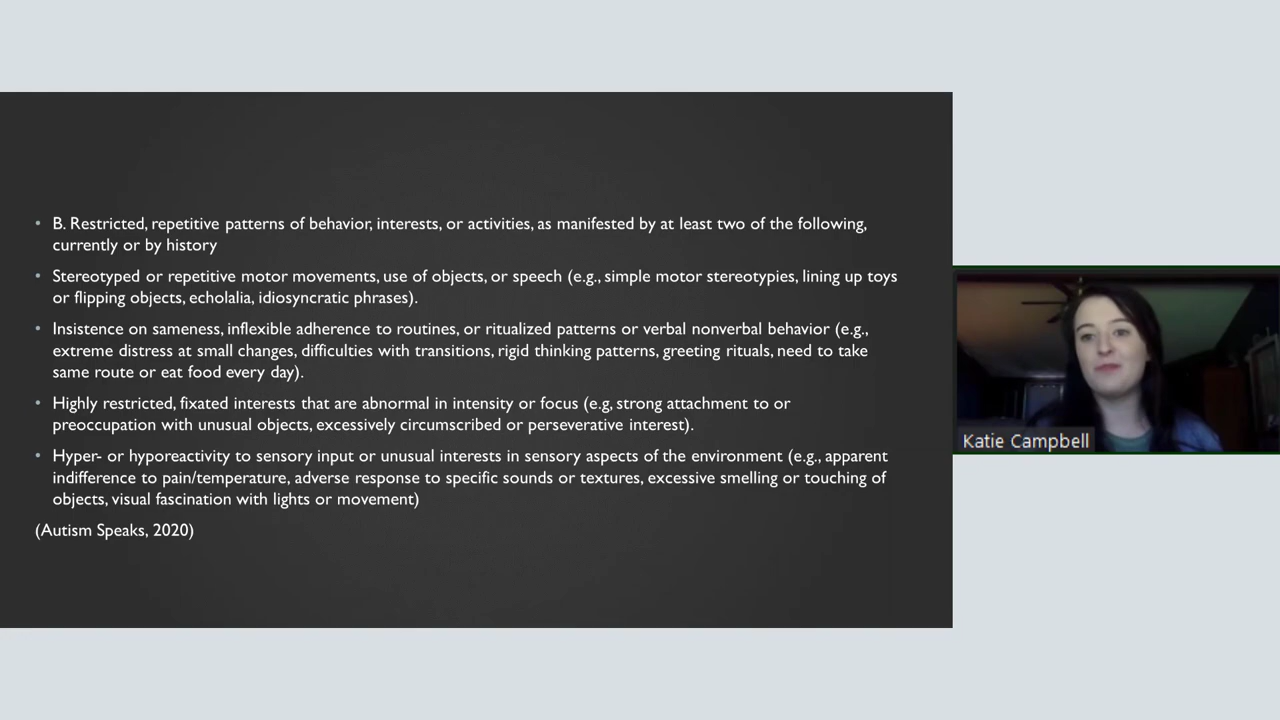 • B. Restricted, repetitive patterns of behavior, interests, or activities, as manifested by at least two of the following,
currently or by history
• Stereotyped or repetitive motor movements, use of objects, or speech (e.g., simple motor stereotypies, lining up toys
or flipping objects, echolalia, idiosyncratic phrases).
• Insistence on sameness, inflexible adherence to routines, or ritualized patterns or verbal nonverbal behavior (e.g.,
extreme distress at small changes, difficulties with transitions, rigid thinking patterns, greeting rituals, need to take
same route or eat food every day).
• Highly restricted, fixated interests that are abnormal in intensity or focus (e.g, strong attachment to or
preoccupation with unusual objects, excessively circumscribed or perseverative interest).
• Hyper- or hyporeactivity to sensory input or unusual interests in sensory aspects of the environment (e.g., apparent
indifference to pain/temperature, adverse response to specific sounds or textures, excessive smelling or touching of
objects, visual fascination with lights or movement)
(Autism Speaks, 2020)
Katie Campbell